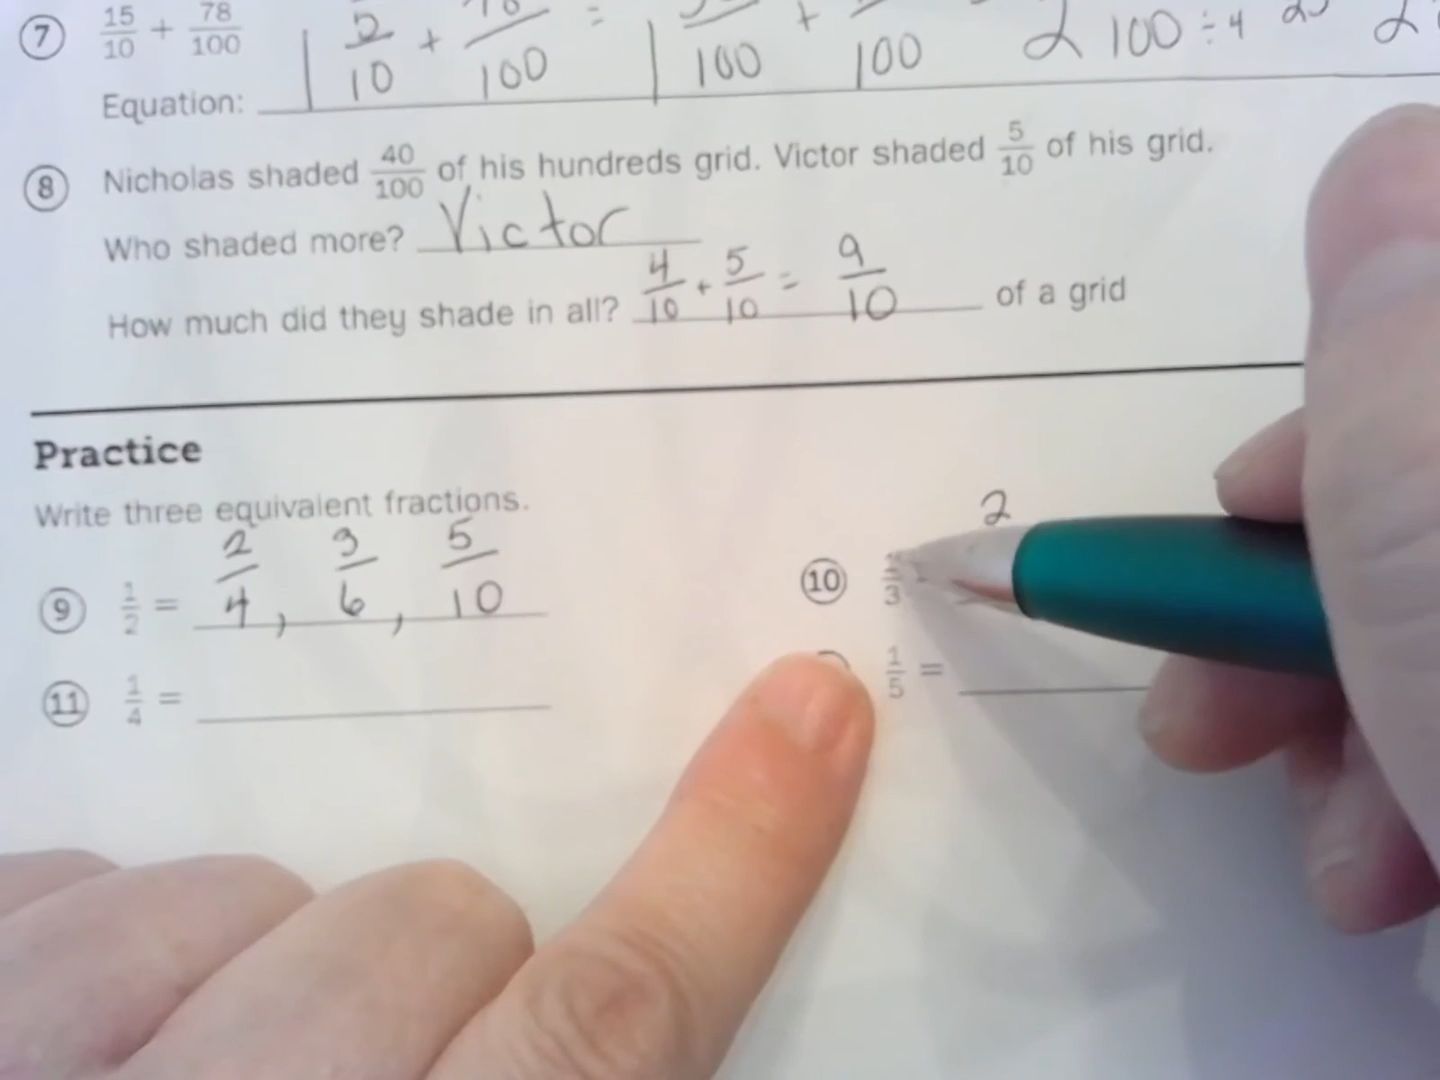 7 15/10 + 78/100 1 5/10 + 78/100 = 1 /100 + /100 2 100 ÷ 4
Equation:
8 Nicholas shaded 40/100 of his hundreds grid. Victor shaded 5/10 of his grid.
Who shaded more? Victor
How much did they shade in all? 4/10 + 5/10 = 9/10 of a grid
Practice
Write three equivalent fractions.
9 1/2 = 2/4, 3/6, 5/10
10 /3 2
11 1/4 =
1/5 =